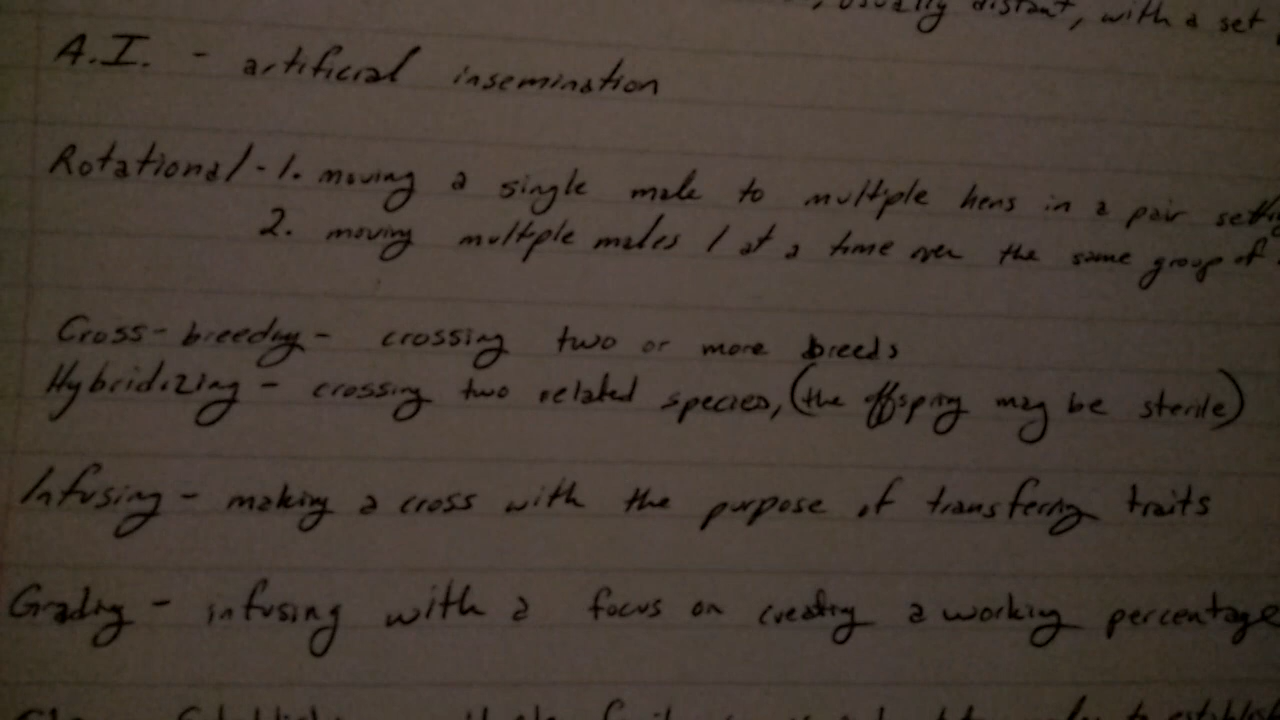 , usually distant, with a set
A.I. - artificial insemination
Rotational - 1. moving a single male to multiple hens in a pair
2. moving multiple males 1 at a time over the same group of
Cross-breeding - crossing two or more breeds
Hybridizing - crossing two related species, (the offspring may be sterile)
Infusing - making a cross with the purpose of transferring traits
Grading - infusing with a focus on creating a working percentage